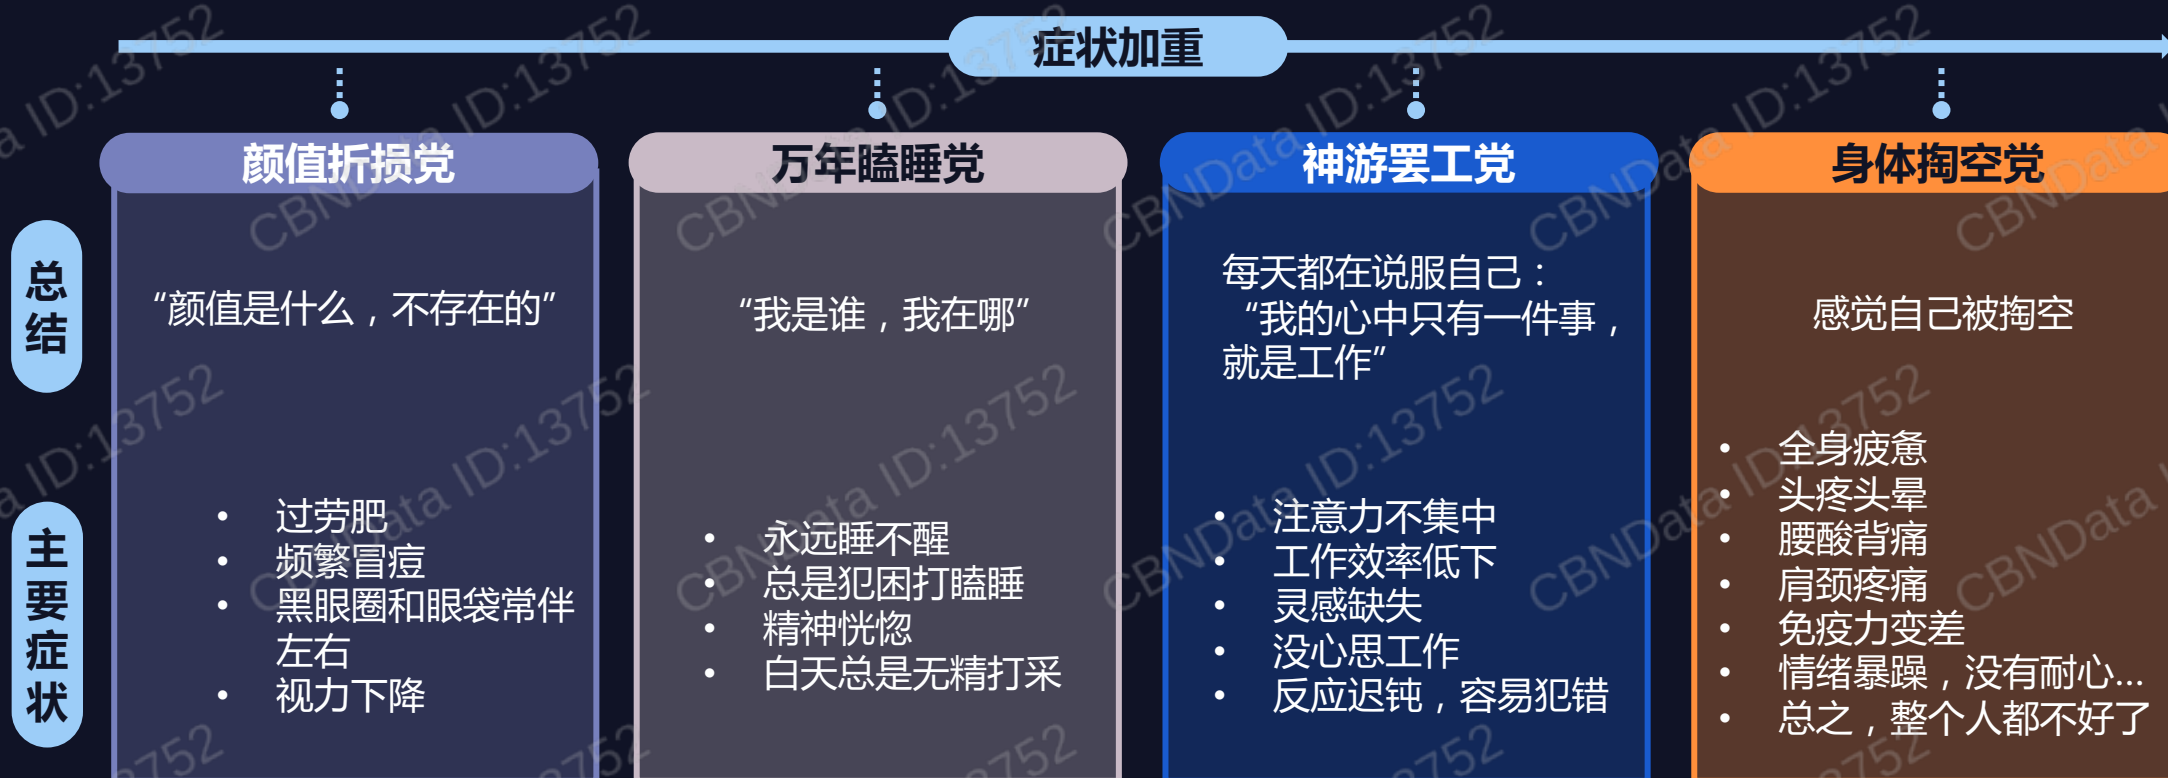 症状加重
颜值折损党
万年瞌睡党
神游罢工党
身体掏空党
总结
“颜值是什么，不存在的”
“我是谁，我在哪”
每天都在说服自己：
“我的心中只有一件事，
就是工作”
感觉自己被掏空
主要症状
• 过劳肥
• 频繁冒痘
• 黑眼圈和眼袋常伴
左右
• 视力下降
• 永远睡不醒
• 总是犯困打瞌睡
• 精神恍惚
• 白天总是无精打采
• 注意力不集中
• 工作效率低下
• 灵感缺失
• 没心思工作
• 反应迟钝，容易犯错
• 全身疲惫
• 头疼头晕
• 腰酸背痛
• 肩颈疼痛
• 免疫力变差
• 情绪暴躁，没有耐心...
• 总之，整个人都不好了
CBNData ID:13752